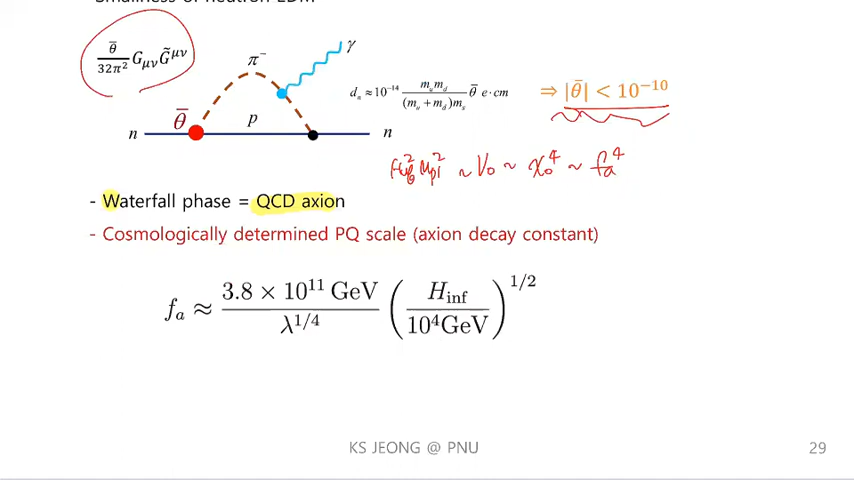 Smallness of neutron EDM
θ̄/32π² G_μν G̃^μν
π⁻
γ
θ̄
p
n
n
d_n ≈ 10⁻¹⁴ m_u m_d/((m_u + m_d)m_s) θ̄ e·cm
⇒ |θ̄| < 10⁻¹⁰
M_pl² ~ V₀ ~ χ₀⁴ ~ f_a⁴
- Waterfall phase = QCD axion
- Cosmologically determined PQ scale (axion decay constant)
f_a ≈ 3.8 × 10¹¹ GeV/λ^{1/4} (H_inf/10⁴GeV)^{1/2}
KS JEONG @ PNU
29